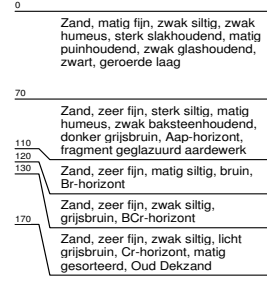 0
Zand, matig fijn, zwak siltig, zwak
humeus, sterk slakhoudend, matig
puinhoudend, zwak glashoudend,
zwart, geroerde laag
70
Zand, zeer fijn, sterk siltig, matig
humeus, zwak baksteenhoudend,
donker grijsbruin, Aap-horizont,
fragment geglazuurd aardewerk
110
Zand, zeer fijn, matig siltig, bruin,
Br-horizont
120
Zand, zeer fijn, zwak siltig,
grijsbruin, BCr-horizont
130
Zand, zeer fijn, zwak siltig, licht
grijsbruin, Cr-horizont, matig
gesorteerd, Oud Dekzand
170